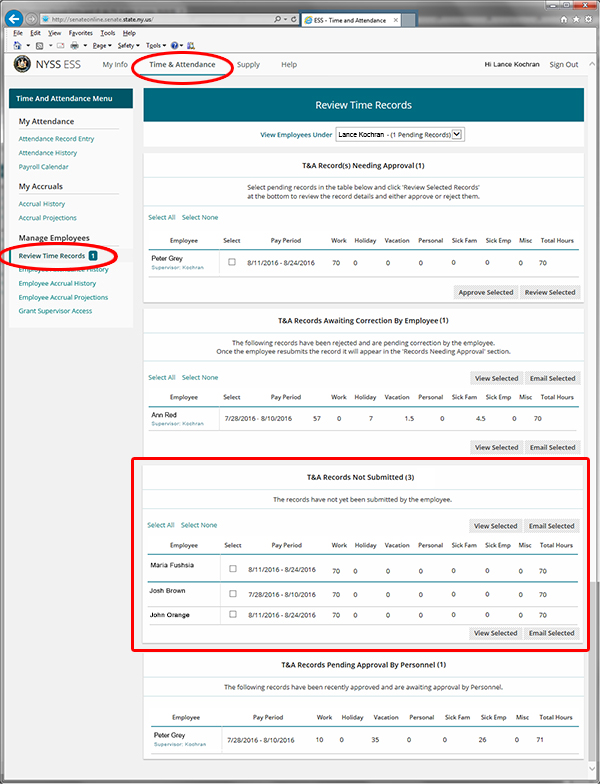 http://senateonline.senate.state.ny.us/
ESS - Time and Attendance
File Edit View Favorites Tools Help
Page Safety Tools
NYSS ESS My Info Time & Attendance Supply Help Hi Lance Kochran Sign Out
Time And Attendance Menu
My Attendance
Attendance Record Entry
Attendance History
Payroll Calendar
My Accruals
Accrual History
Accrual Projections
Manage Employees
Review Time Records 1
Employee Attendance History
Employee Accrual History
Employee Accrual Projections
Grant Supervisor Access
Review Time Records
View Employees Under Lance Kochran - (1 Pending Records)
T&A Record(s) Needing Approval (1)
Select pending records in the table below and click 'Review Selected Records'
at the bottom to review the record details and either approve or reject them.
Select All Select None
Employee Select Pay Period Work Holiday Vacation Personal Sick Fam Sick Emp Misc Total Hours
Peter Grey 8/11/2016 - 8/24/2016 70 0 0 0 0 0 0 70
Supervisor: Kochran
Approve Selected Review Selected
T&A Records Awaiting Correction By Employee (1)
The following records have been rejected and are pending correction by the employee.
Once the employee resubmits the record it will appear in the 'Records Needing Approval' section.
Select All Select None View Selected Email Selected
Employee Select Pay Period Work Holiday Vacation Personal Sick Fam Sick Emp Misc Total Hours
Ann Red 7/28/2016 - 8/10/2016 57 0 7 1.5 0 4.5 0 70
Supervisor: Kochran
View Selected Email Selected
T&A Records Not Submitted (3)
The records have not yet been submitted by the employee.
Select All Select None View Selected Email Selected
Employee Select Pay Period Work Holiday Vacation Personal Sick Fam Sick Emp Misc Total Hours
Maria Fushsia 8/11/2016 - 8/24/2016 70 0 0 0 0 0 0 70
Josh Brown 7/28/2016 - 8/10/2016 70 0 0 0 0 0 0 70
John Orange 8/11/2016 - 8/24/2016 70 0 0 0 0 0 0 70
View Selected Email Selected
T&A Records Pending Approval By Personnel (1)
The following records have been recently approved and are awaiting approval by Personnel.
Employee Pay Period Work Holiday Vacation Personal Sick Fam Sick Emp Misc Total Hours
Peter Grey 7/28/2016 - 8/10/2016 10 0 35 0 0 26 0 71
Supervisor: Kochran